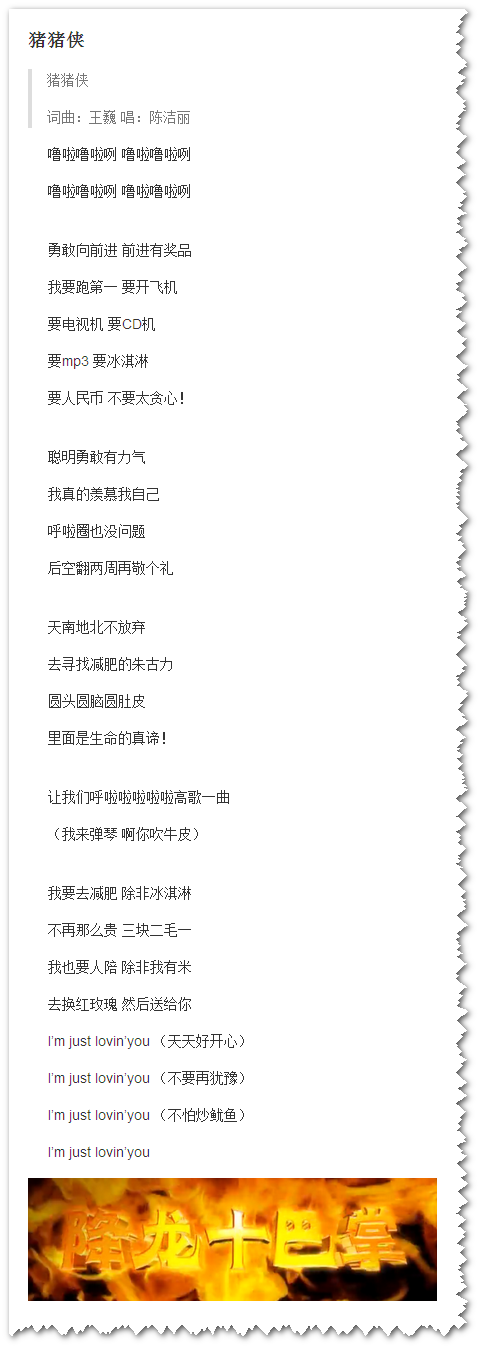 猪猪侠
猪猪侠
词曲：王巍 唱：陈洁丽
噜啦噜啦咧 噜啦噜啦咧
噜啦噜啦咧 噜啦噜啦咧
勇敢向前进 前进有奖品
我要跑第一 要开飞机
要电视机 要CD机
要mp3 要冰淇淋
要人民币 不要太贪心！
聪明勇敢有力气
我真的羡慕我自己
呼啦圈也没问题
后空翻两周再敬个礼
天南地北不放弃
去寻找减肥的朱古力
圆头圆脑圆肚皮
里面是生命的真谛！
让我们呼啦啦啦啦啦高歌一曲
（我来弹琴 啊你吹牛皮）
我要去减肥 除非冰淇淋
不再那么贵 三块二毛一
我也要人陪 除非我有米
去换红玫瑰 然后送给你
I'm just lovin'you （天天好开心）
I'm just lovin'you （不要再犹豫）
I'm just lovin'you （不怕炒鱿鱼）
I'm just lovin'you
降龙十巴掌